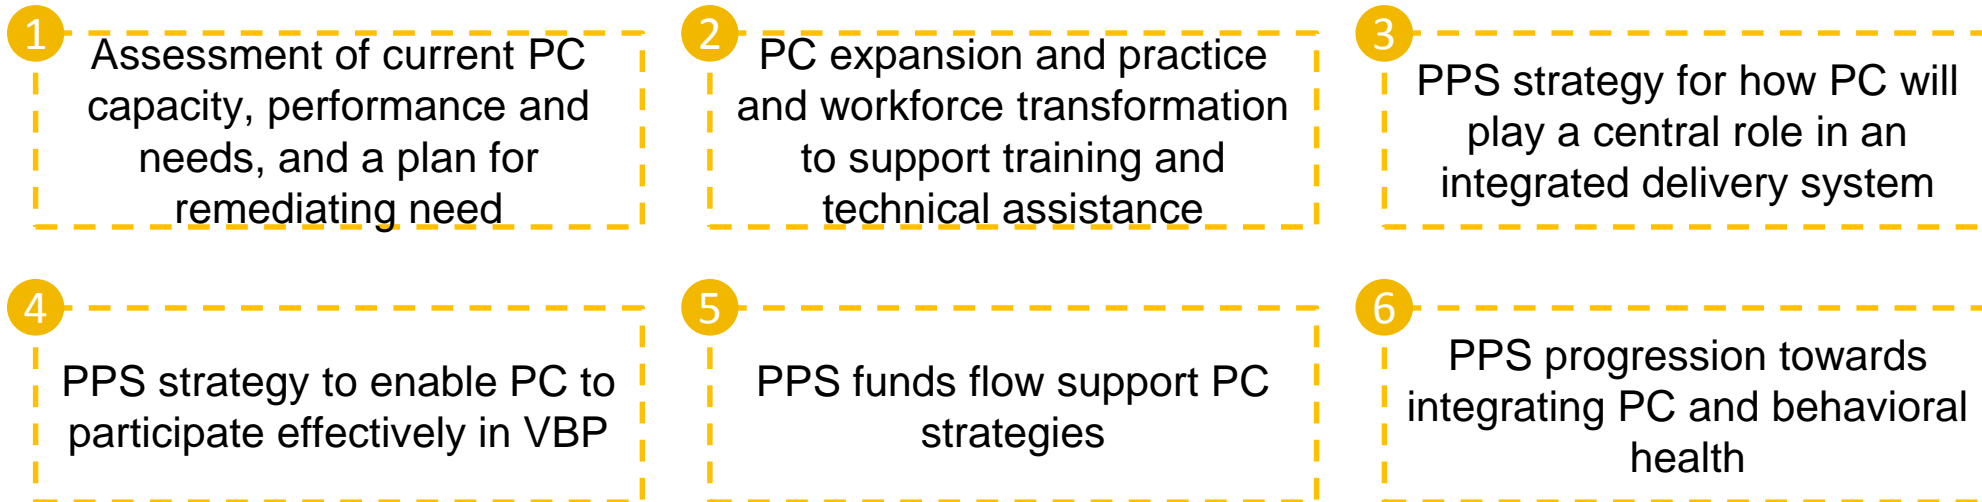 1
Assessment of current PC
capacity, performance and
needs, and a plan for
remediating need
2
PC expansion and practice
and workforce transformation
to support training and
technical assistance
3
PPS strategy for how PC will
play a central role in an
integrated delivery system
4
PPS strategy to enable PC to
participate effectively in VBP
5
PPS funds flow support PC
strategies
6
PPS progression towards
integrating PC and behavioral
health